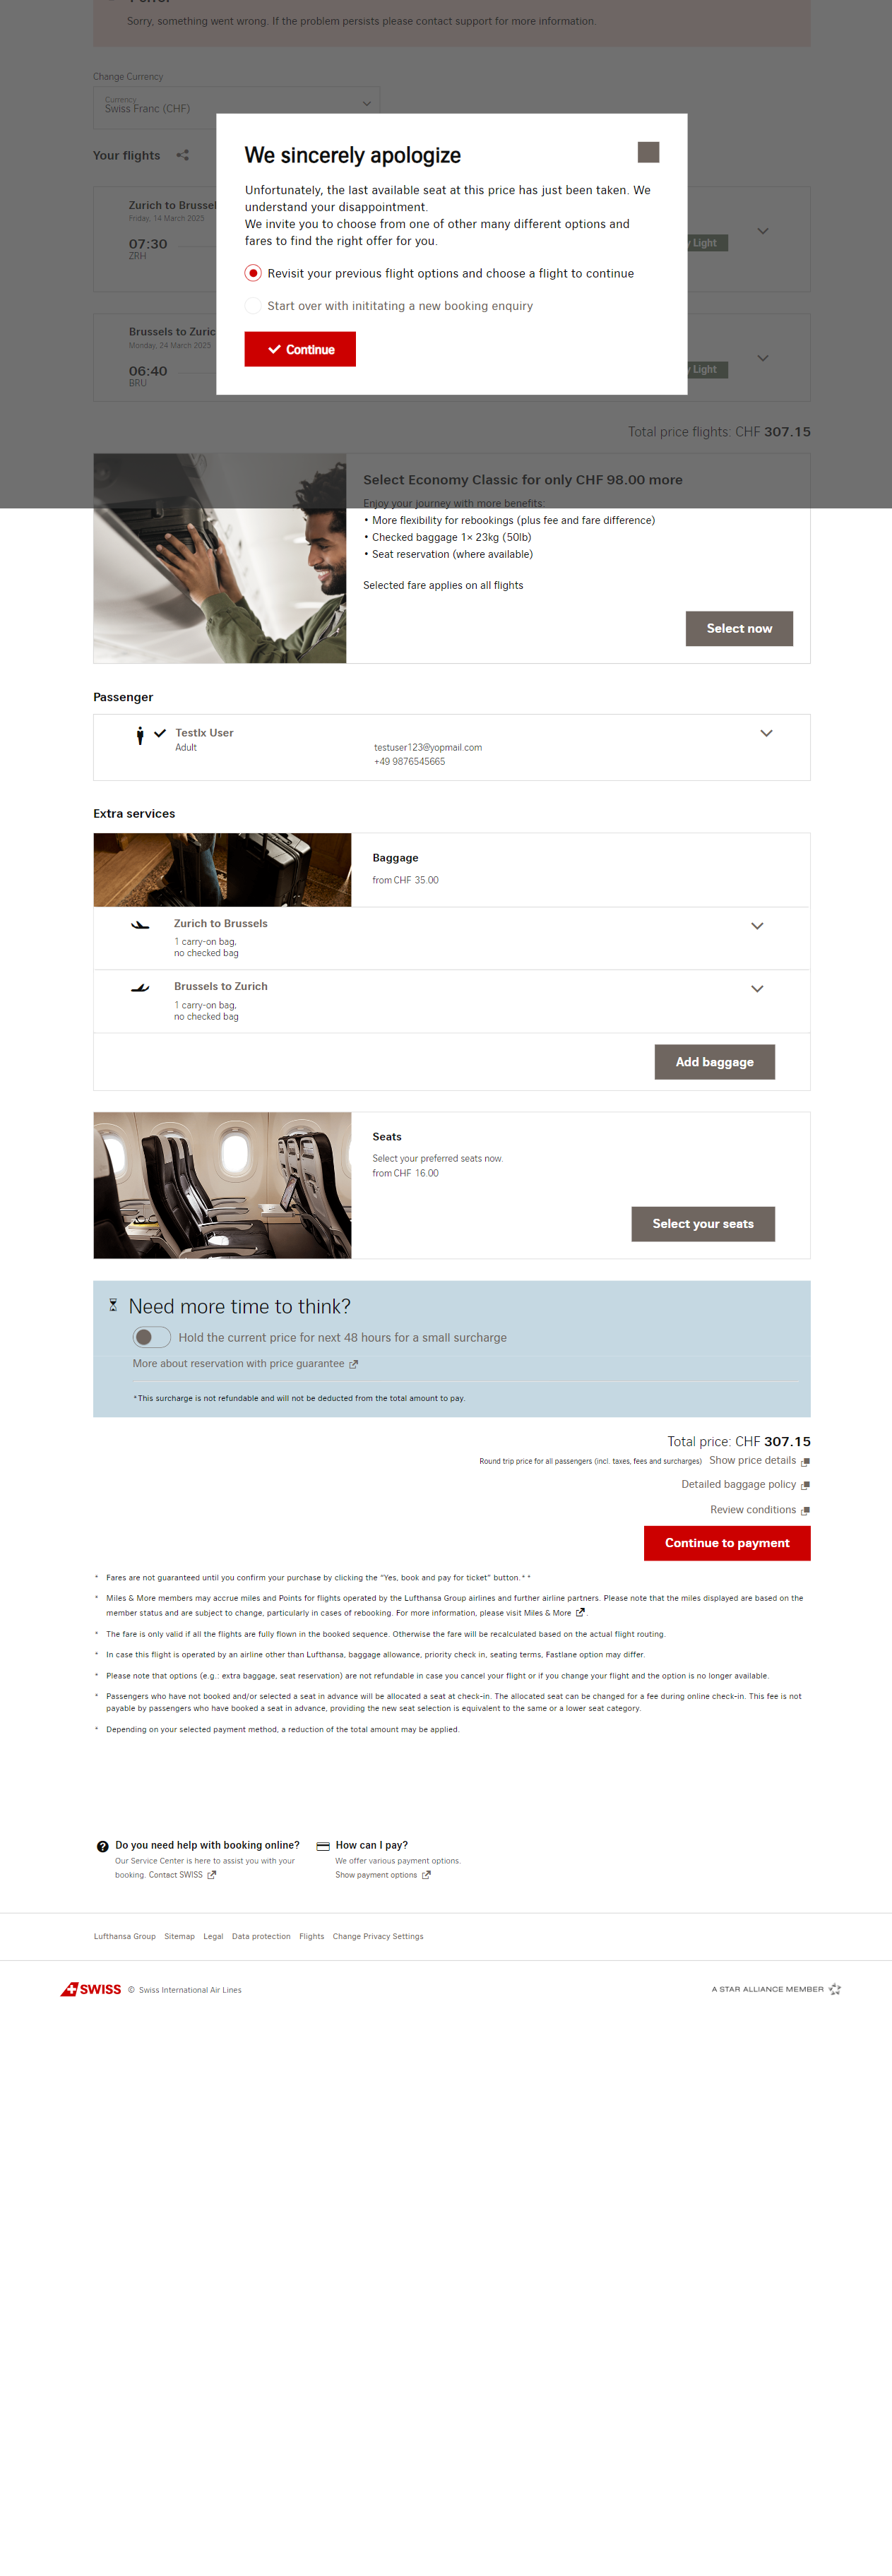 Sorry, something went wrong. If the problem persists please contact support for more information.
Change Currency
Currency
Swiss Franc (CHF)
Your flights
We sincerely apologize
Unfortunately, the last available seat at this price has just been taken. We
understand your disappointment.
We invite you to choose from one of other many different options and
fares to find the right offer for you.
Revisit your previous flight options and choose a flight to continue
Start over with inititating a new booking enquiry
Continue
Zurich to Brussel
Friday, 14 March 2025
07:30
ZRH
y Light
Brussels to Zuric
Monday, 24 March 2025
06:40
BRU
y Light
Total price flights: CHF 307.15
Select Economy Classic for only CHF 98.00 more
Enjoy your journey with more benefits:
• More flexibility for rebookings (plus fee and fare difference)
• Checked baggage 1× 23kg (50lb)
• Seat reservation (where available)
Selected fare applies on all flights
Select now
Passenger
Testlx User
Adult
testuser123@yopmail.com
+49 9876545665
Extra services
Baggage
from CHF 35.00
Zurich to Brussels
1 carry-on bag,
no checked bag
Brussels to Zurich
1 carry-on bag,
no checked bag
Add baggage
Seats
Select your preferred seats now.
from CHF 16.00
Select your seats
Need more time to think?
Hold the current price for next 48 hours for a small surcharge
More about reservation with price guarantee
*This surcharge is not refundable and will not be deducted from the total amount to pay.
Total price: CHF 307.15
Round trip price for all passengers (incl. taxes, fees and surcharges) Show price details
Detailed baggage policy
Review conditions
Continue to payment
* Fares are not guaranteed until you confirm your purchase by clicking the "Yes, book and pay for ticket" button.**
* Miles & More members may accrue miles and Points for flights operated by the Lufthansa Group airlines and further airline partners. Please note that the miles displayed are based on the
member status and are subject to change, particularly in cases of rebooking. For more information, please visit Miles & More .
* The fare is only valid if all the flights are fully flown in the booked sequence. Otherwise the fare will be recalculated based on the actual flight routing.
* In case this flight is operated by an airline other than Lufthansa, baggage allowance, priority check in, seating terms, Fastlane option may differ.
* Please note that options (e.g.: extra baggage, seat reservation) are not refundable in case you cancel your flight or if you change your flight and the option is no longer available.
* Passengers who have not booked and/or selected a seat in advance will be allocated a seat at check-in. The allocated seat can be changed for a fee during online check-in. This fee is not
payable by passengers who have booked a seat in advance, providing the new seat selection is equivalent to the same or a lower seat category.
* Depending on your selected payment method, a reduction of the total amount may be applied.
Do you need help with booking online?
Our Service Center is here to assist you with your
booking. Contact SWISS
How can I pay?
We offer various payment options.
Show payment options
Lufthansa Group Sitemap Legal Data protection Flights Change Privacy Settings
SWISS © Swiss International Air Lines
A STAR ALLIANCE MEMBER